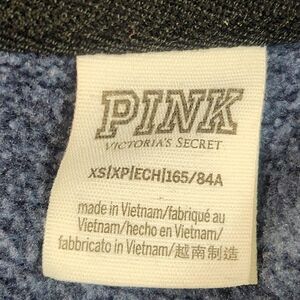 PINK
VICTORIA'S SECRET
XS|XP|ECH|165/84A
made in Vietnam/fabriqué au
Vietnam/hecho en Vietnam/
fabbricato in Vietnam/越南制造